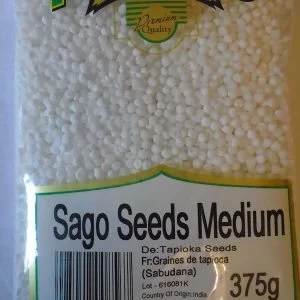 Premium
Quality
Sago Seeds Medium
De:Tapioka Seeds
Fr:Graines de tapioca
(Sabudana)
Lot - 616081K
Country Of Origin:India
375g